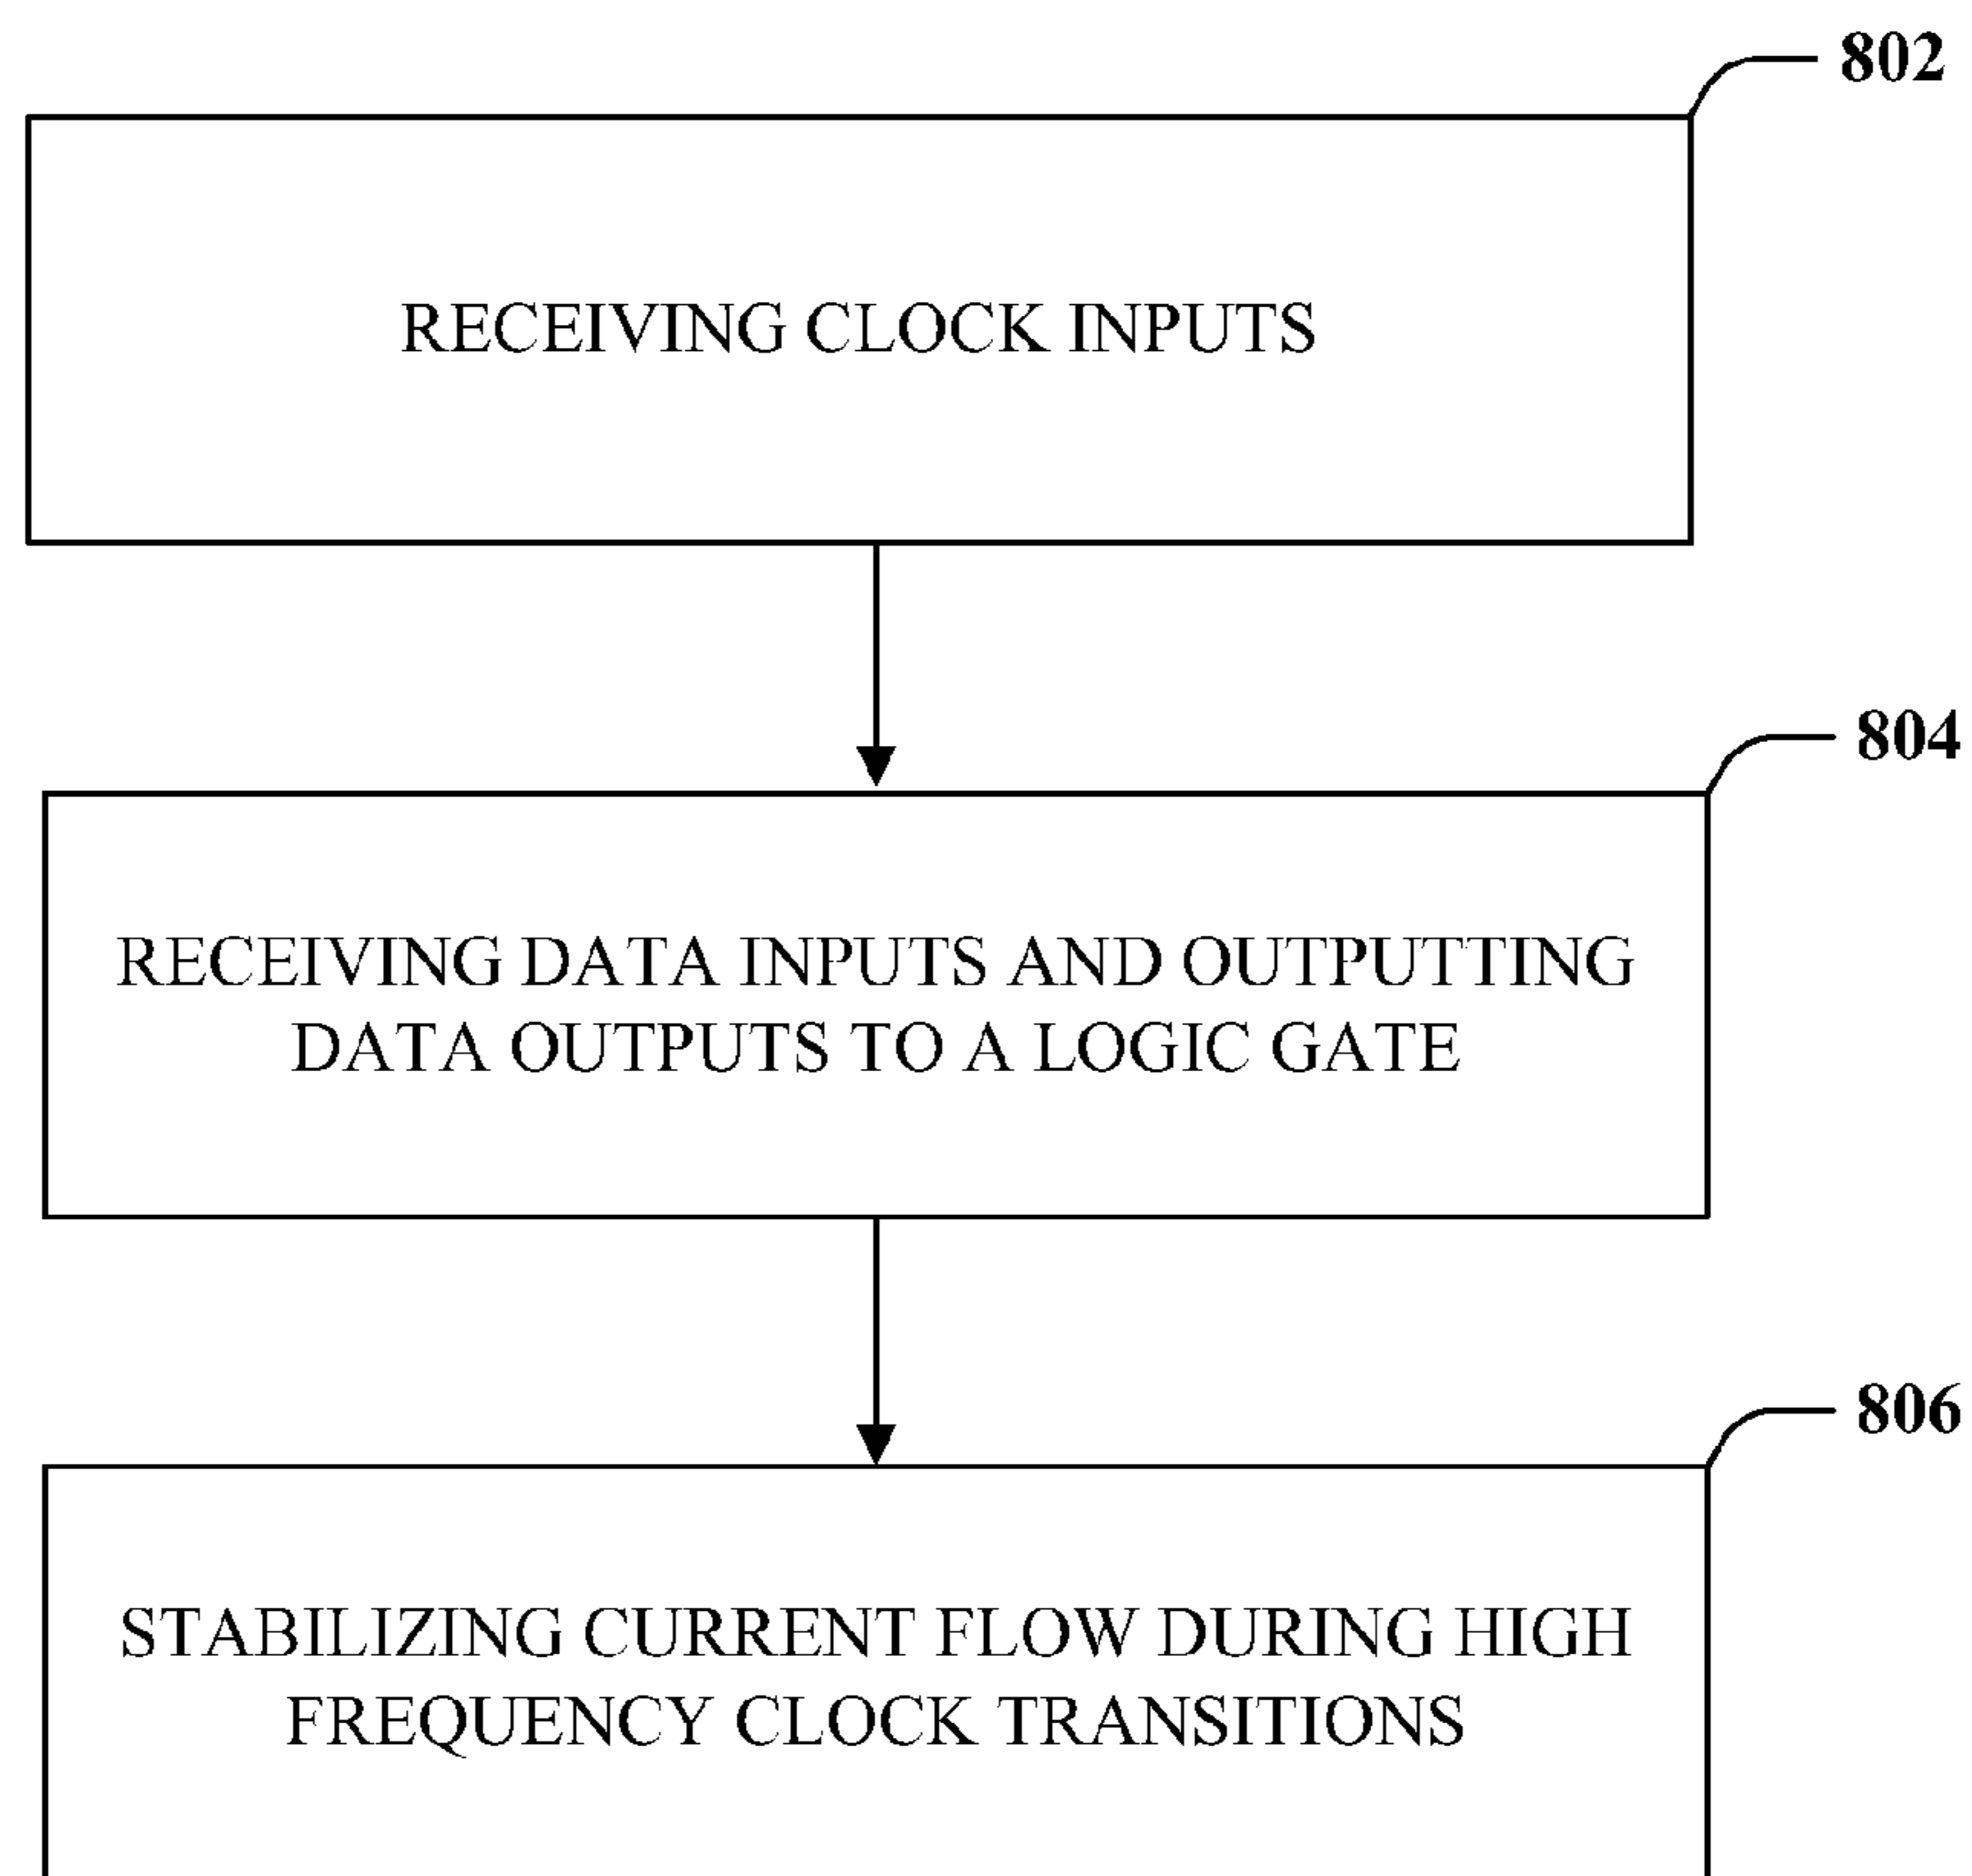 802
RECEIVING CLOCK INPUTS
804
RECEIVING DATA INPUTS AND OUTPUTTING
DATA OUTPUTS TO A LOGIC GATE
806
STABILIZING CURRENT FLOW DURING HIGH
FREQUENCY CLOCK TRANSITIONS